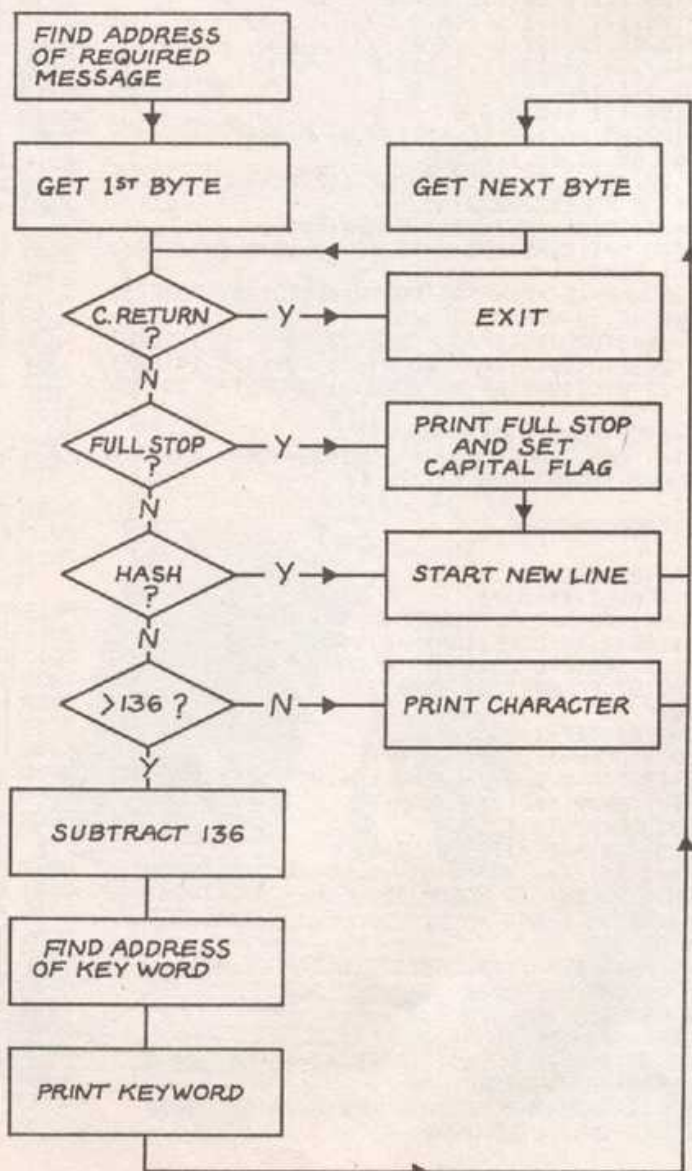 FIND ADDRESS
OF REQUIRED
MESSAGE
GET 1ST BYTE
GET NEXT BYTE
C. RETURN
?
Y
EXIT
N
FULL STOP
?
Y
PRINT FULL STOP
AND SET
CAPITAL FLAG
N
HASH
?
Y
START NEW LINE
N
>136 ?
N
PRINT CHARACTER
Y
SUBTRACT 136
FIND ADDRESS
OF KEY WORD
PRINT KEYWORD